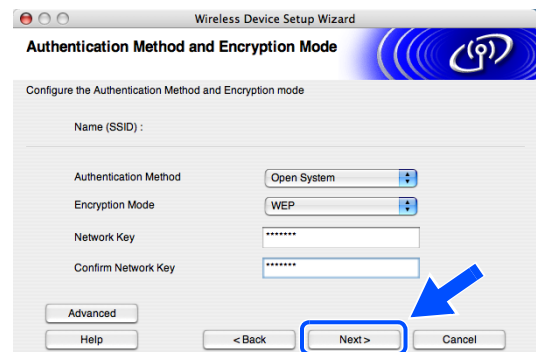 Wireless Device Setup Wizard
Authentication Method and Encryption Mode
Configure the Authentication Method and Encryption mode
Name (SSID) :
Authentication Method Open System
Encryption Mode WEP
Network Key *******
Confirm Network Key *******
Advanced
Help < Back Next > Cancel